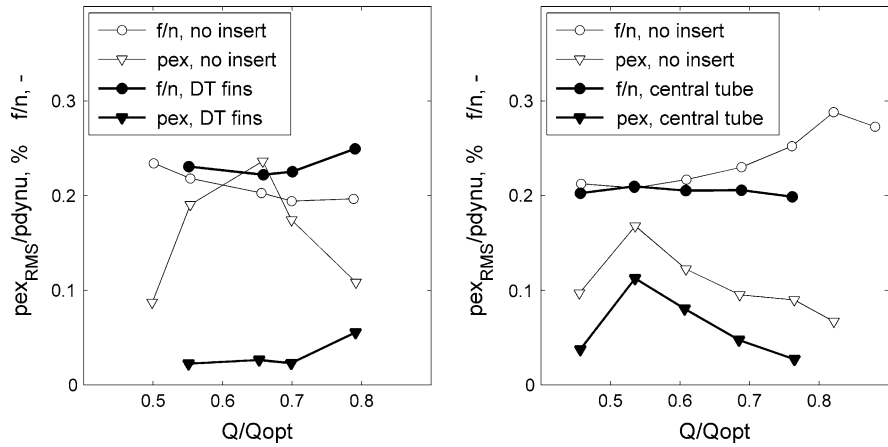 f/n, no insert
pex, no insert
f/n, DT fins
pex, DT fins
pexRMS/pdynu, % f/n, -
0.3
0.2
0.1
0
0.5 0.6 0.7 0.8
Q/Qopt
f/n, no insert
pex, no insert
f/n, central tube
pex, central tube
pexRMS/pdynu, % f/n, -
0.3
0.2
0.1
0
0.5 0.6 0.7 0.8
Q/Qopt